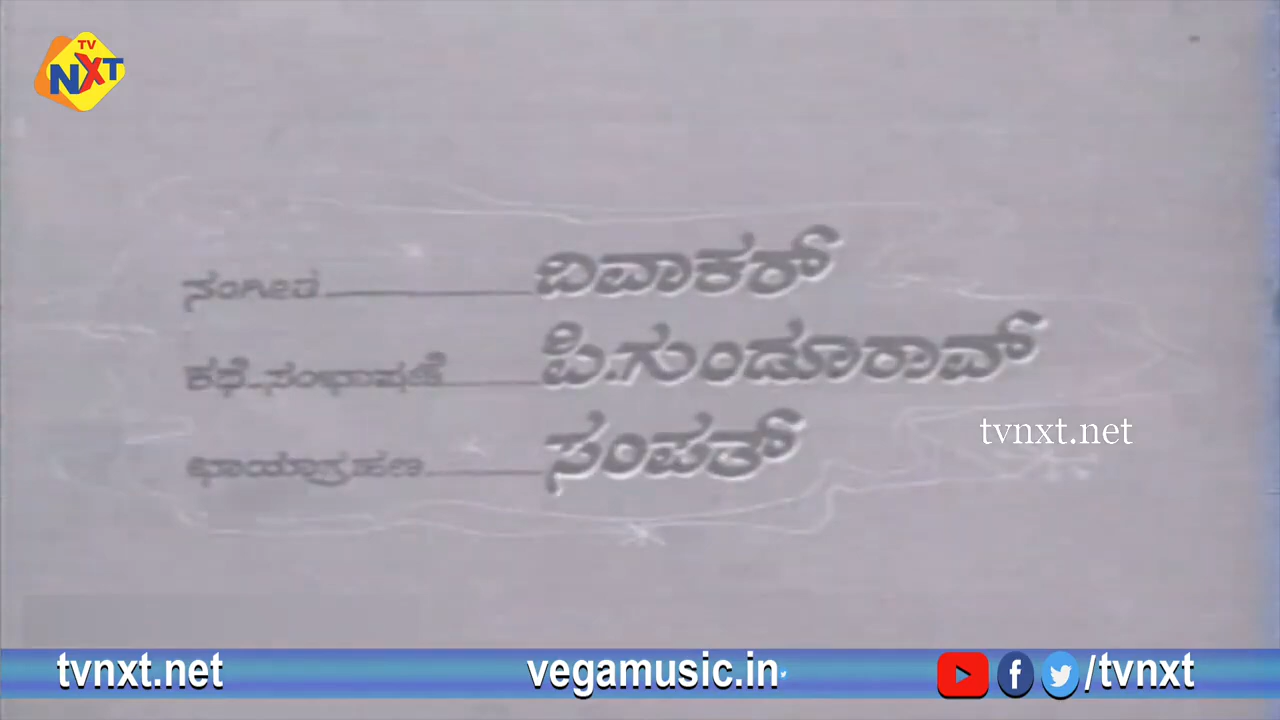 TV
NXT
ಸಂಗೀತ ದಿವಾಕರ್
ಕಥೆ..ಸಂಭಾಷಣೆ ಪಿ.ಗುಂಡೂರಾವ್
ಛಾಯಾಗ್ರಹಣ ಸಂಪತ್
tvnxt.net
tvnxt.net vegamusic.in /tvnxt